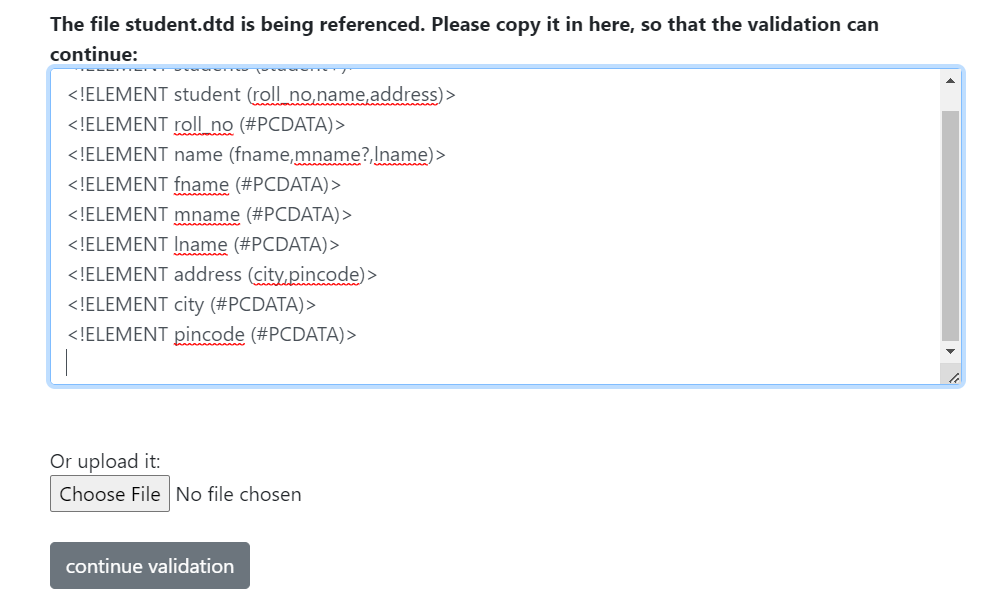 The file student.dtd is being referenced. Please copy it in here, so that the validation can
continue:
<!ELEMENT students (student+)>
<!ELEMENT student (roll_no,name,address)>
<!ELEMENT roll_no (#PCDATA)>
<!ELEMENT name (fname,mname?,lname)>
<!ELEMENT fname (#PCDATA)>
<!ELEMENT mname (#PCDATA)>
<!ELEMENT lname (#PCDATA)>
<!ELEMENT address (city,pincode)>
<!ELEMENT city (#PCDATA)>
<!ELEMENT pincode (#PCDATA)>
Or upload it:
Choose File No file chosen
continue validation